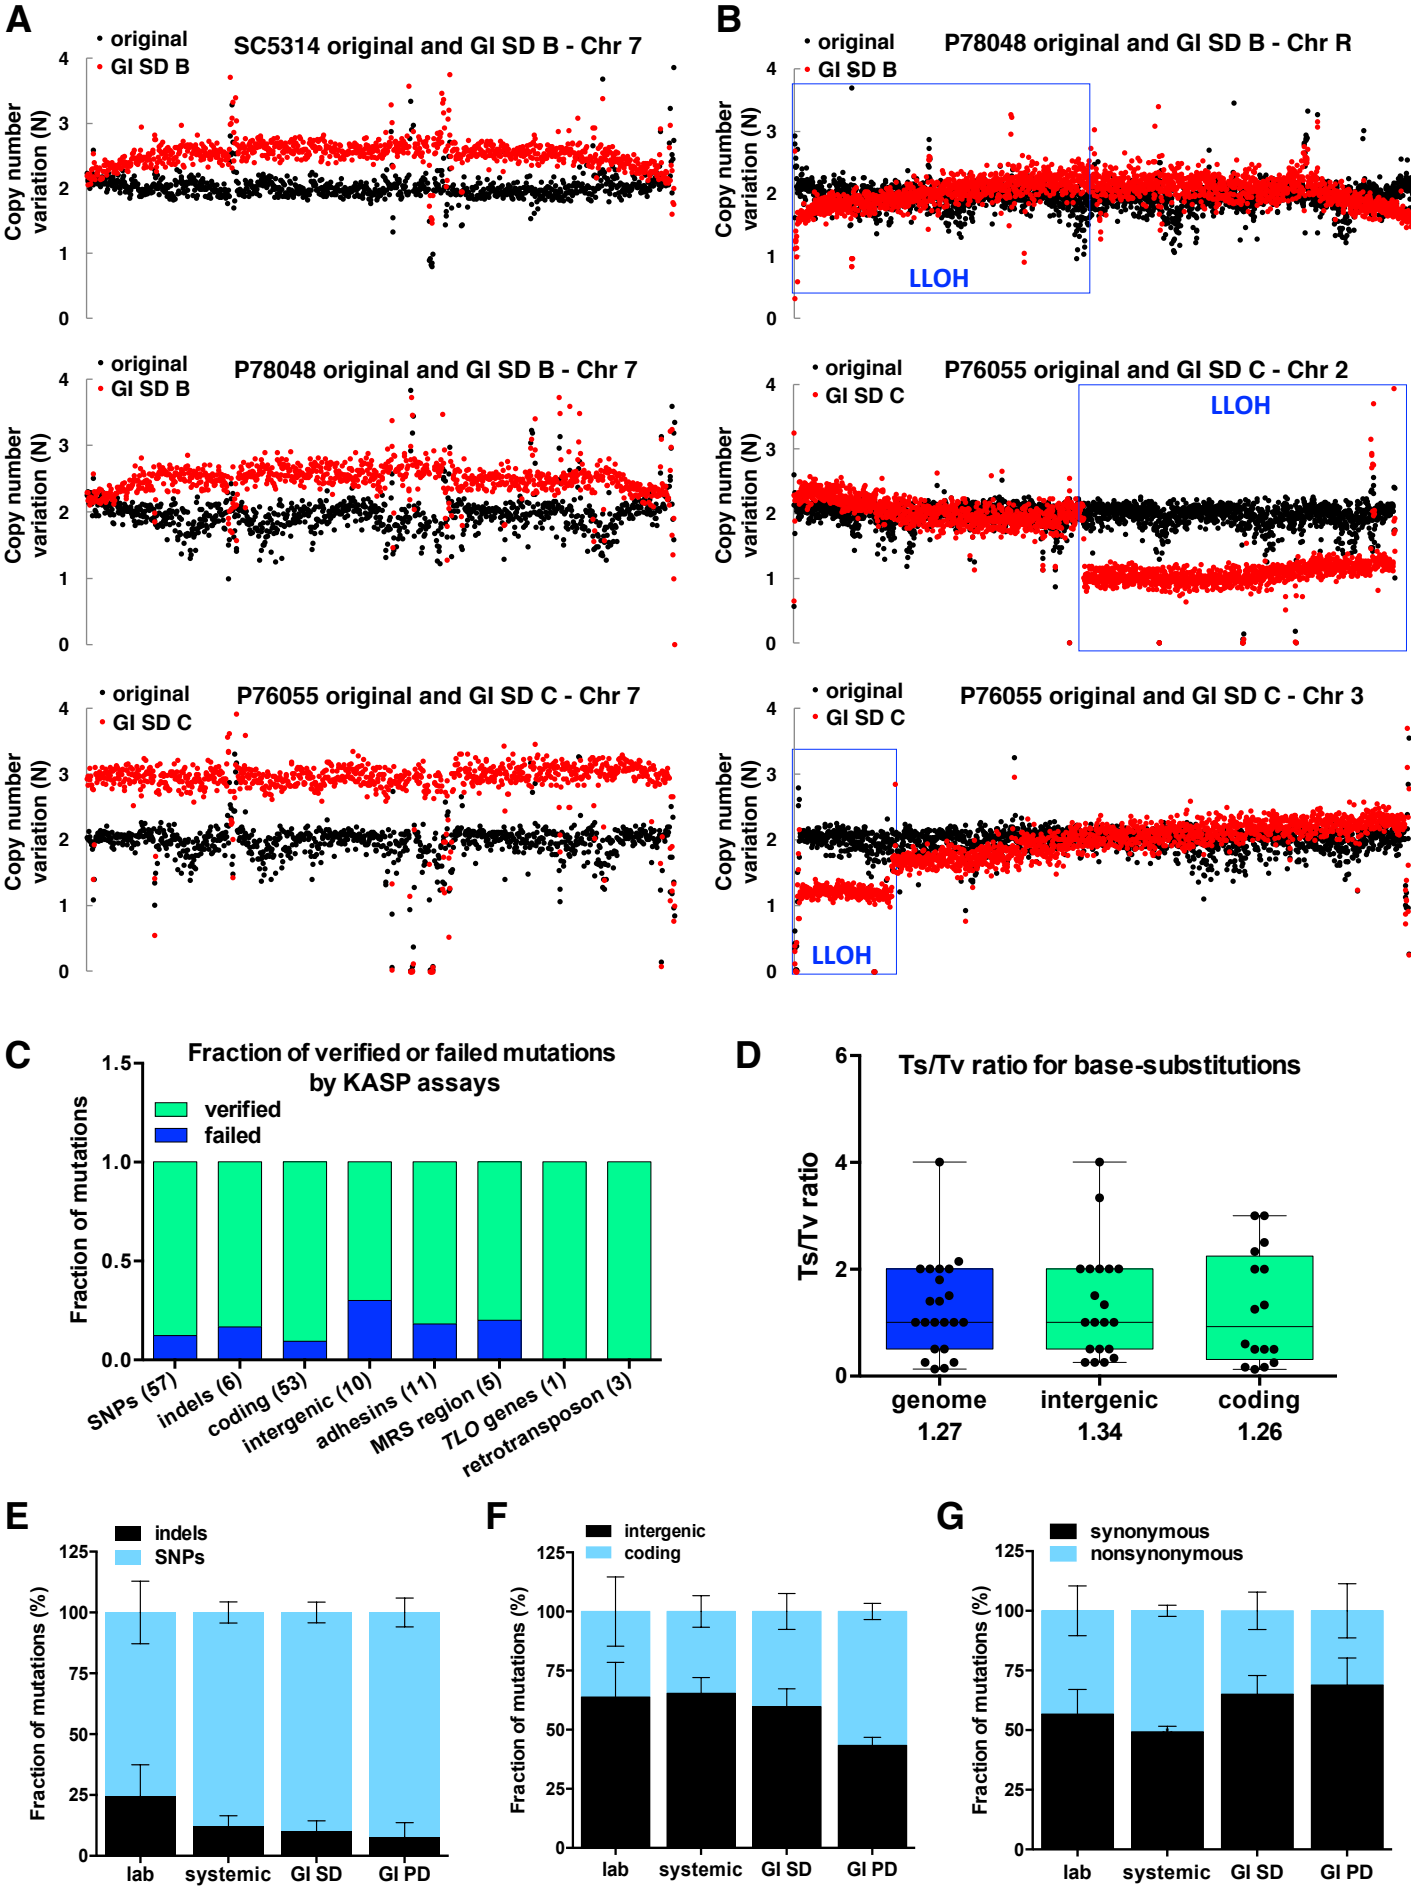 A
original
GI SD B
SC5314 original and GI SD B - Chr 7
Copy number
variation (N)
4
3
2
1
0
original
GI SD B
P78048 original and GI SD B - Chr 7
Copy number
variation (N)
4
3
2
1
0
original
GI SD C
P76055 original and GI SD C - Chr 7
Copy number
variation (N)
4
3
2
1
0
B
original
GI SD B
P78048 original and GI SD B - Chr R
Copy number
variation (N)
4
3
2
1
0
LLOH
original
GI SD C
P76055 original and GI SD C - Chr 2
Copy number
variation (N)
4
3
2
1
0
LLOH
original
GI SD C
P76055 original and GI SD C - Chr 3
Copy number
variation (N)
4
3
2
1
0
LLOH
C
Fraction of verified or failed mutations
by KASP assays
verified
failed
Fraction of mutations
1.5
1.0
0.5
0.0
SNPs (57)
indels (6)
coding (53)
intergenic (10)
adhesins (11)
MRS region (5)
TLO genes (1)
retrotransposon (3)
D
Ts/Tv ratio for base-substitutions
Ts/Tv ratio
6
4
2
0
genome intergenic coding
1.27 1.34 1.26
E
indels
SNPs
Fraction of mutations (%)
125
100
75
50
25
0
lab systemic GI SD GI PD
F
intergenic
coding
Fraction of mutations (%)
125
100
75
50
25
0
lab systemic GI SD GI PD
G
synonymous
nonsynonymous
Fraction of mutations (%)
125
100
75
50
25
0
lab systemic GI SD GI PD